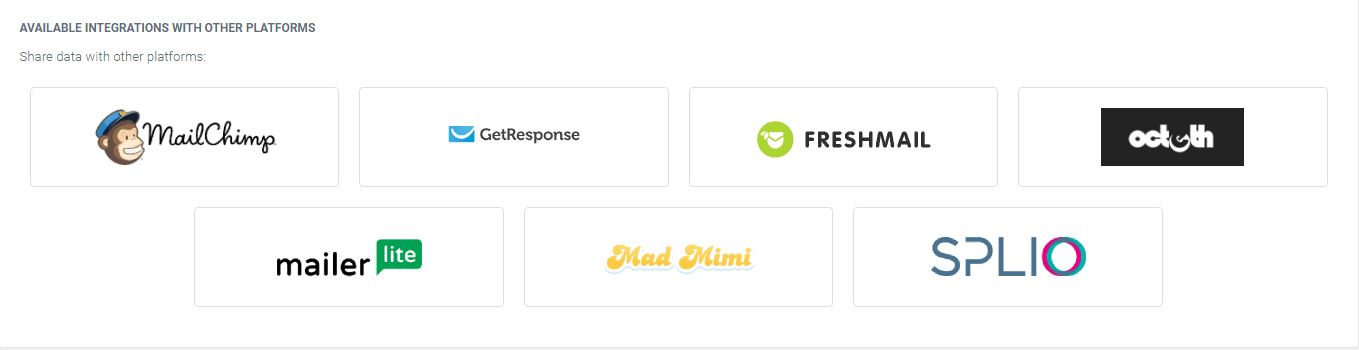 AVAILABLE INTEGRATIONS WITH OTHER PLATFORMS
Share data with other platforms:
MailChimp
GetResponse
FRESHMAIL
octeth
mailer lite
Mad Mimi
SPLIO